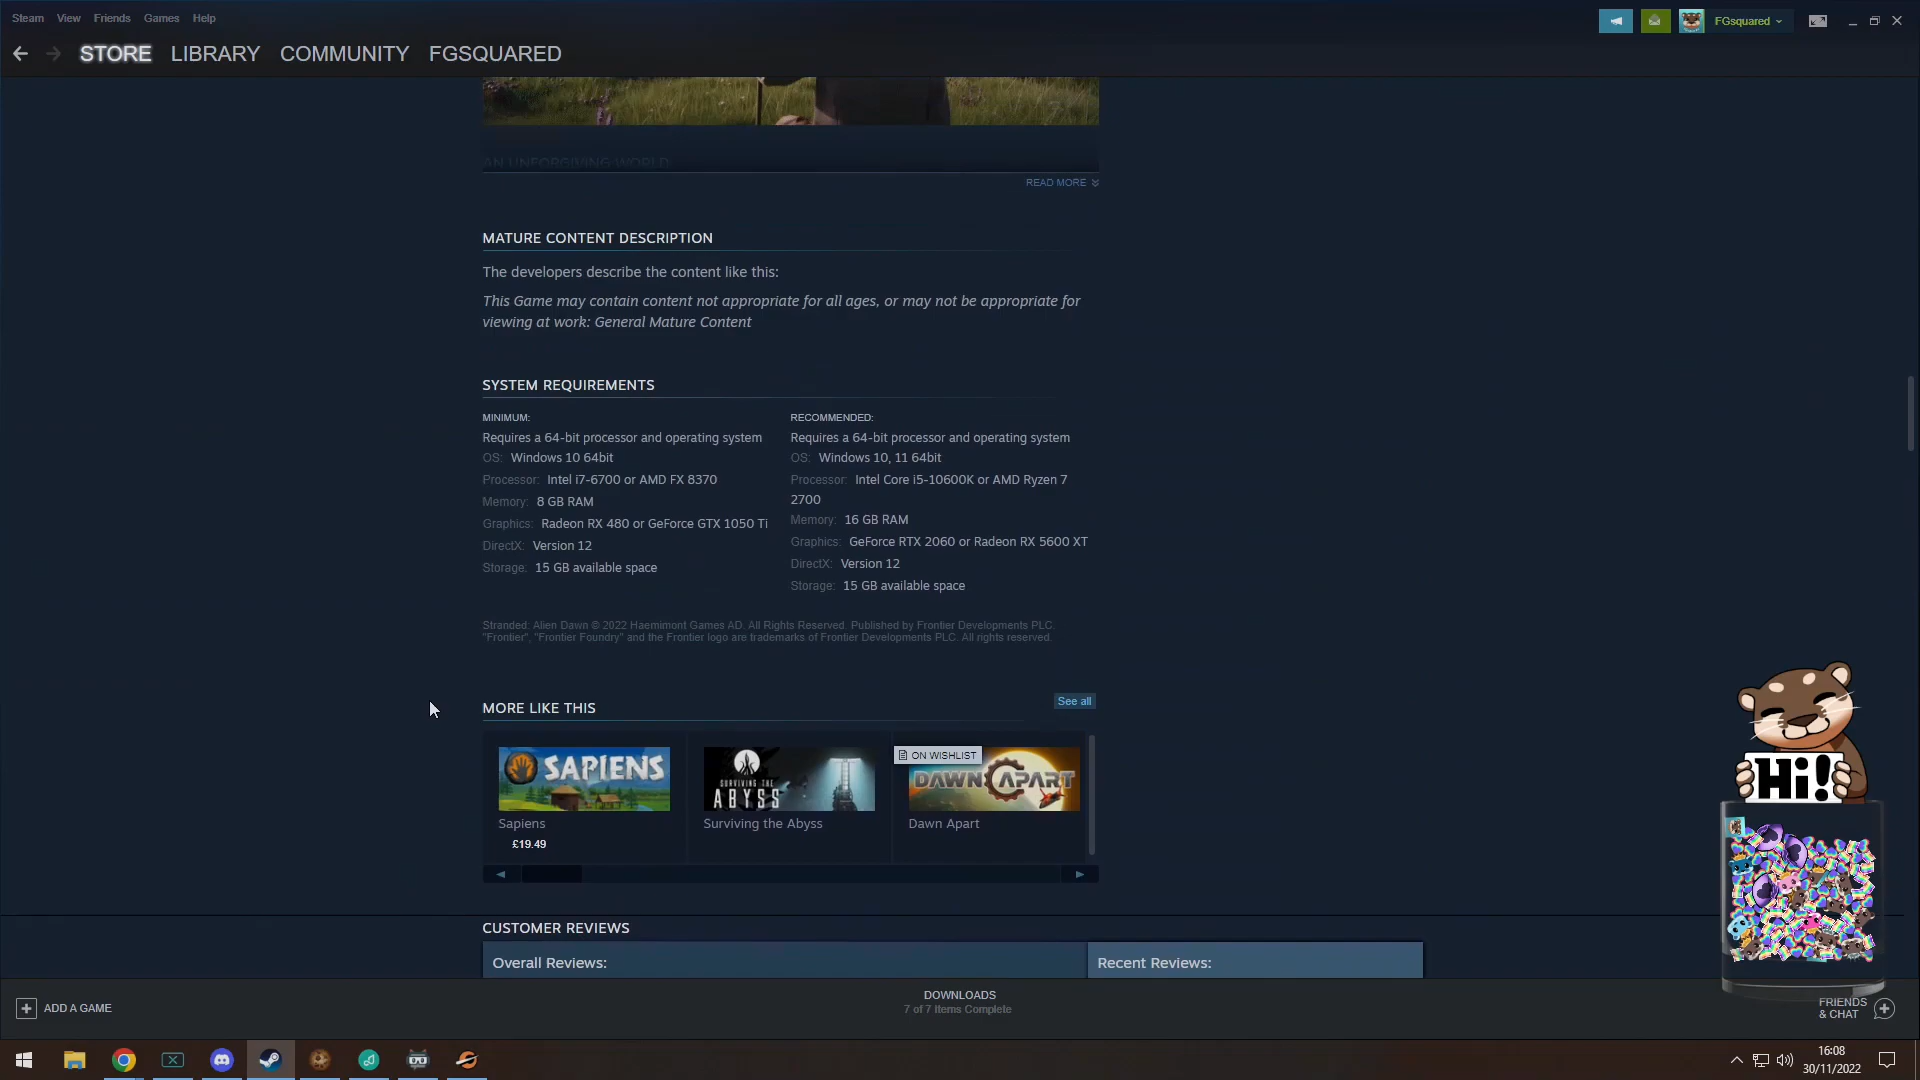 Steam View Friends Games Help
FGsquared
STORE LIBRARY COMMUNITY FGSQUARED
AN UNFORGIVING WORLD
READ MORE
MATURE CONTENT DESCRIPTION
The developers describe the content like this:
This Game may contain content not appropriate for all ages, or may not be appropriate for
viewing at work: General Mature Content
SYSTEM REQUIREMENTS
MINIMUM:
Requires a 64-bit processor and operating system
OS: Windows 10 64bit
Processor: Intel i7-6700 or AMD FX 8370
Memory: 8 GB RAM
Graphics: Radeon RX 480 or GeForce GTX 1050 Ti
DirectX: Version 12
Storage: 15 GB available space
RECOMMENDED:
Requires a 64-bit processor and operating system
OS: Windows 10, 11 64bit
Processor: Intel Core i5-10600K or AMD Ryzen 7
2700
Memory: 16 GB RAM
Graphics: GeForce RTX 2060 or Radeon RX 5600 XT
DirectX: Version 12
Storage: 15 GB available space
Stranded: Alien Dawn © 2022 Haemimont Games AD. All Rights Reserved. Published by Frontier Developments PLC.
"Frontier", "Frontier Foundry" and the Frontier logo are trademarks of Frontier Developments PLC. All rights reserved.
MORE LIKE THIS
See all
SAPIENS
Sapiens
£19.49
SURVIVING THE
ABYSS
Surviving the Abyss
ON WISHLIST
DAWN APART
Dawn Apart
Hi!
CUSTOMER REVIEWS
Overall Reviews:
Recent Reviews:
ADD A GAME
DOWNLOADS
7 of 7 Items Complete
FRIENDS
& CHAT
16:08
30/11/2022